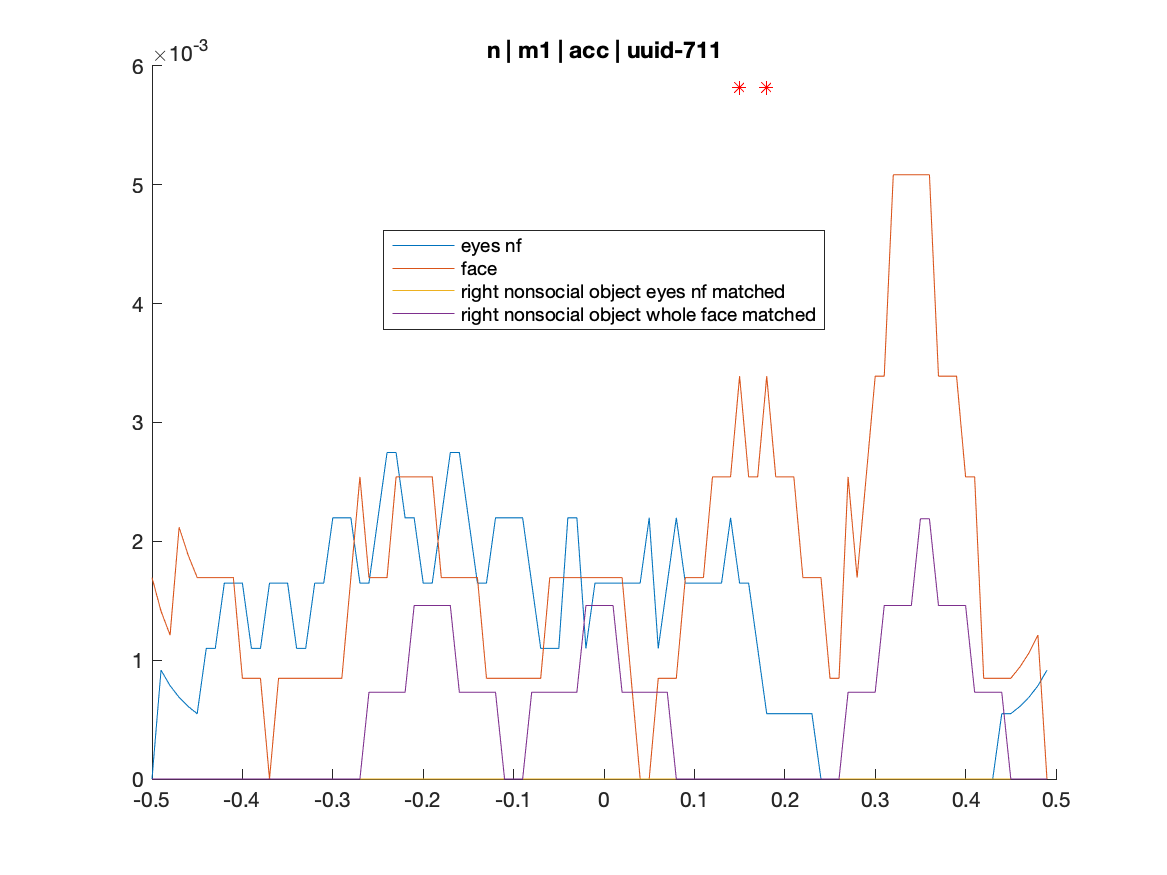 n | m1 | acc | uuid-711
×10-3
6
5
4
3
2
1
0
eyes nf
face
right nonsocial object eyes nf matched
right nonsocial object whole face matched
-0.5 -0.4 -0.3 -0.2 -0.1 0 0.1 0.2 0.3 0.4 0.5